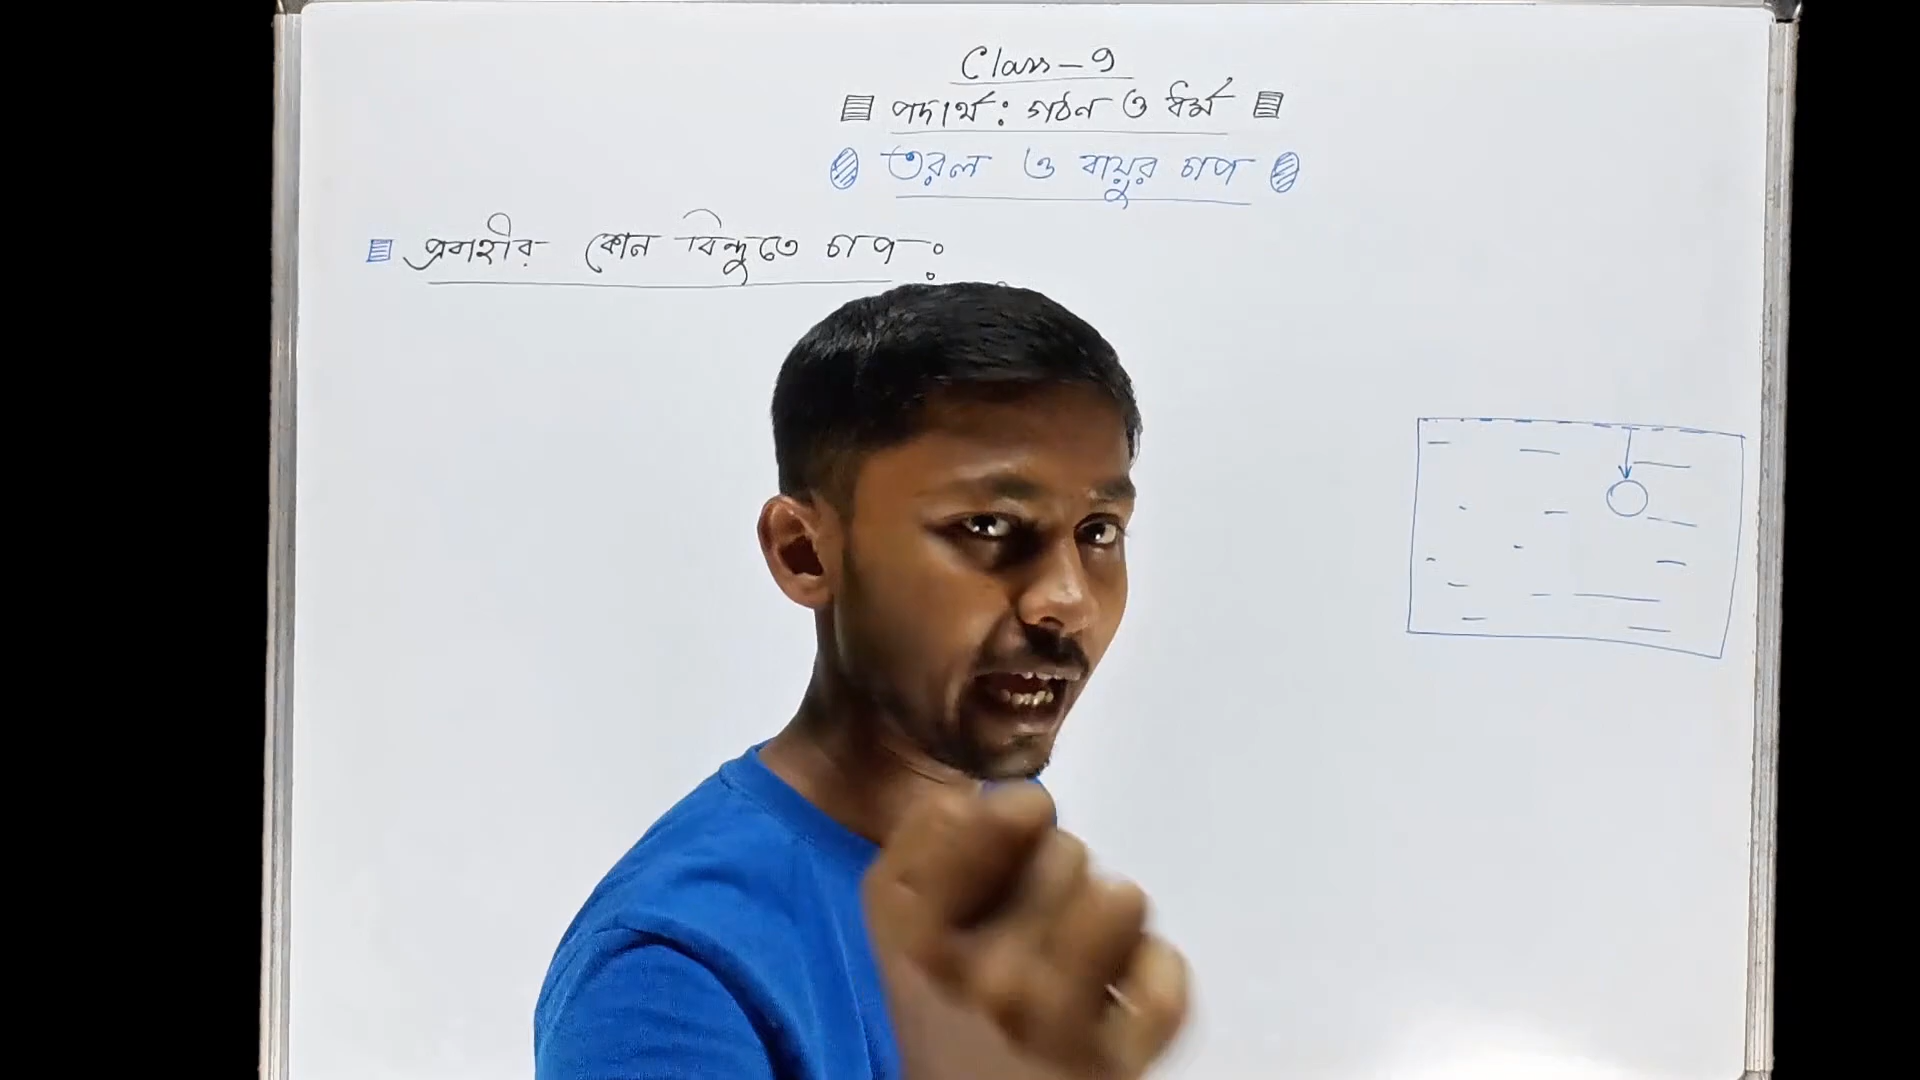 Class-9
পদার্থ: গঠন ও ধর্ম
তরল ও বায়ুর চাপ
প্রবাহীর কোন বিন্দুতে চাপ: